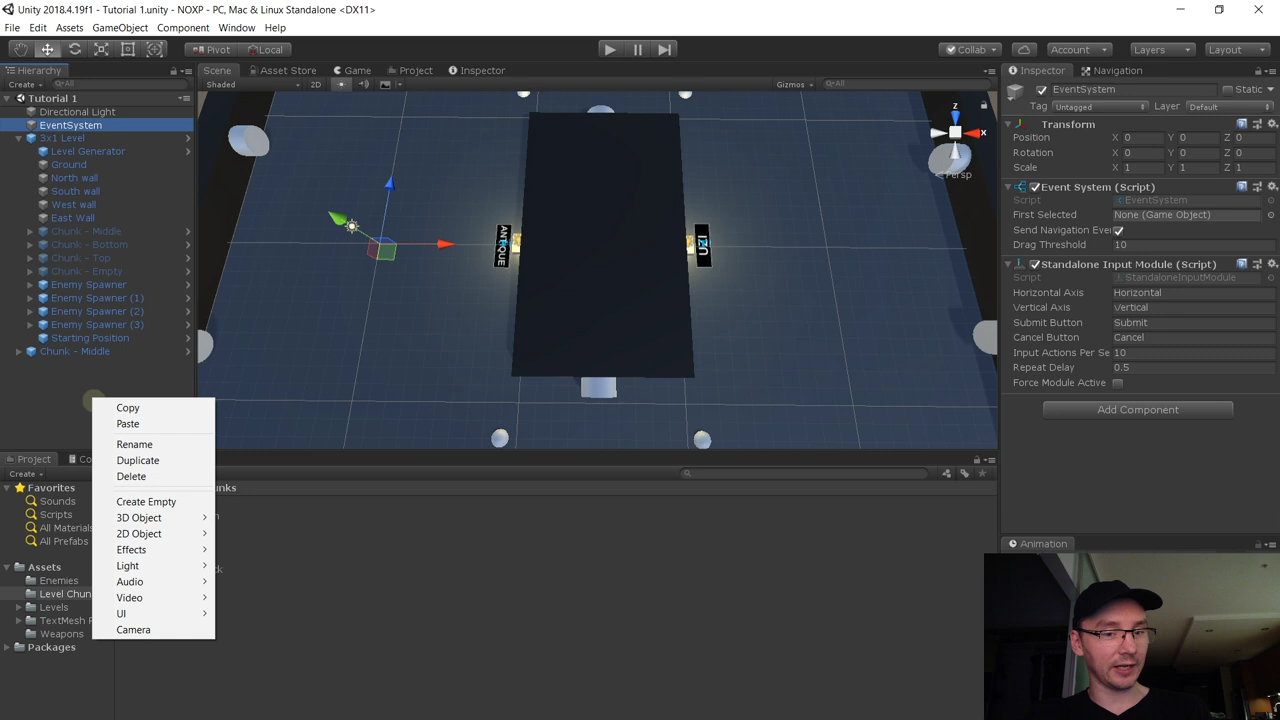 Unity 2018.4.19f1 - Tutorial 1.unity - NOXP - PC, Mac & Linux Standalone <DX11>
File Edit Assets GameObject Component Window Help
Pivot Local Collab Account Layers Layout
Hierarchy
Create All
Tutorial 1
Directional Light
EventSystem
3x1 Level
Level Generator
Ground
North wall
South wall
West wall
East Wall
Chunk - Middle
Chunk - Bottom
Chunk - Top
Chunk - Empty
Enemy Spawner
Enemy Spawner (1)
Enemy Spawner (2)
Enemy Spawner (3)
Starting Position
Chunk - Middle
Copy
Paste
Rename
Duplicate
Delete
Create Empty
3D Object
2D Object
Effects
Light
Audio
Video
UI
Camera
Scene Asset Store Game Project Inspector
Shaded 2D Gizmos All
ANTIQUE
z
x
Persp
Project
Create
Favorites
Sounds
Scripts
All Materials
All Prefabs
Assets
Enemies
Level Chun
Levels
TextMesh
Weapons
Packages
Inspector Navigation
EventSystem Static
Tag Untagged Layer Default
Transform
Position X 0 Y 0 Z 0
Rotation X 0 Y 0 Z 0
Scale X 1 Y 1 Z 1
Event System (Script)
Script EventSystem
First Selected None (Game Object)
Send Navigation Even
Drag Threshold 10
Standalone Input Module (Script)
Script StandaloneInputModule
Horizontal Axis Horizontal
Vertical Axis Vertical
Submit Button Submit
Cancel Button Cancel
Input Actions Per Se 10
Repeat Delay 0.5
Force Module Active
Add Component
Animation